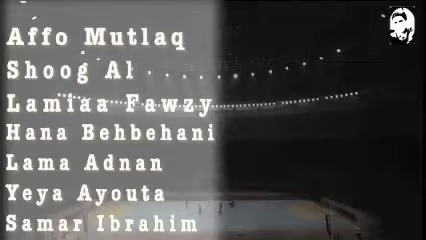 Affo Mutlaq
Shoog Al
Lamiaa Fawzy
Hana Behbehani
Lama Adnan
Yeya Ayouta
Samar Ibrahim